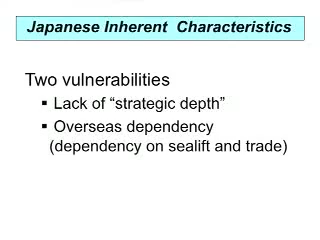 Japanese Inherent Characteristics
Two vulnerabilities
▪ Lack of “strategic depth”
▪ Overseas dependency
(dependency on sealift and trade)